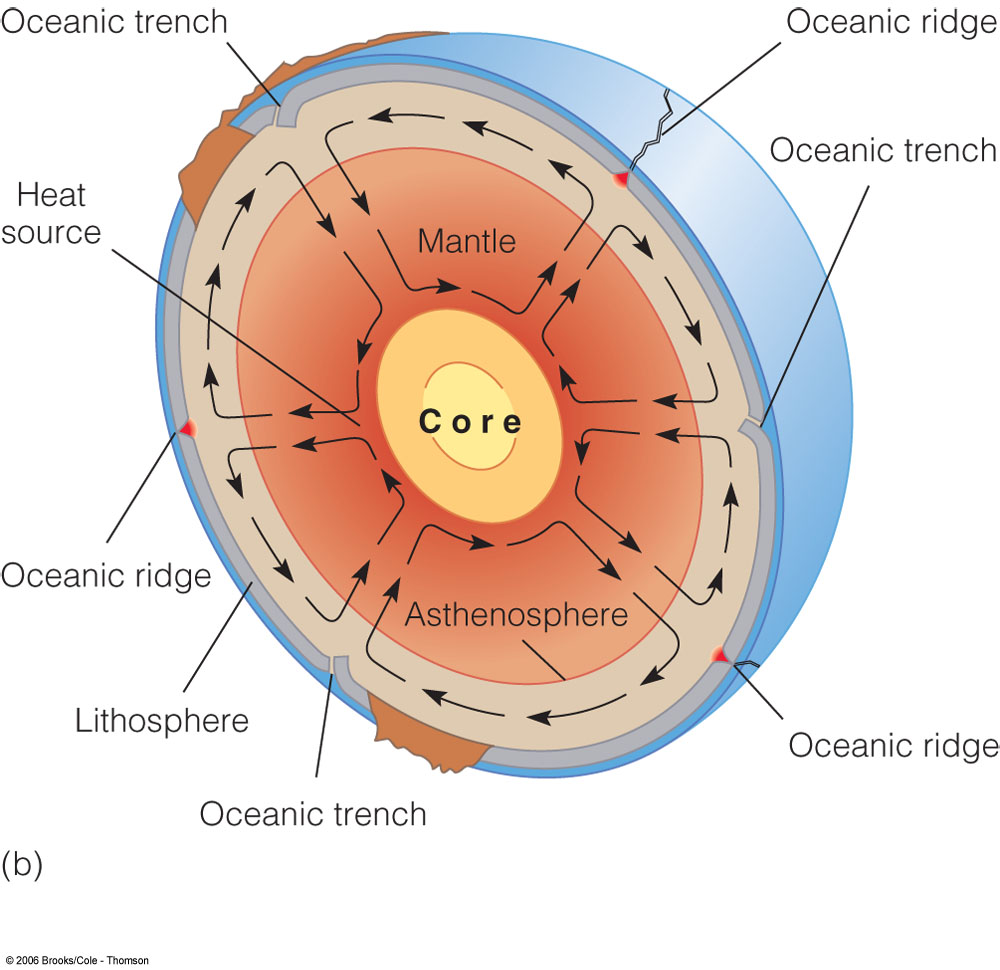 Oceanic trench
Oceanic ridge
Oceanic trench
Heat
source
Mantle
Core
Oceanic ridge
Asthenosphere
Lithosphere
Oceanic ridge
Oceanic trench
(b)
© 2006 Brooks/Cole - Thomson